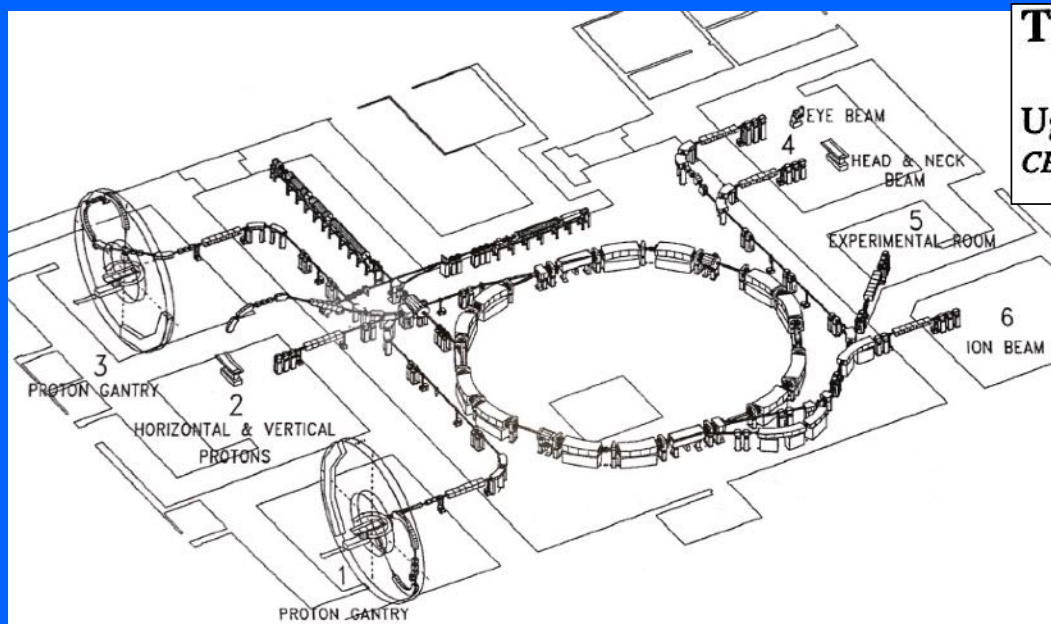 EYE BEAM
4
HEAD & NECK
BEAM
5
EXPERIMENTAL ROOM
6
ION BEAM
3
PROTON GANTRY
2
HORIZONTAL & VERTICAL
PROTONS
1
PROTON GANTRY